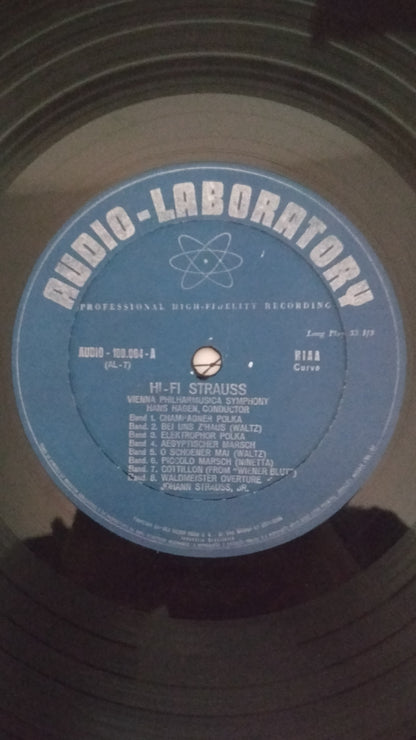 AUDIO-LABORATORY
PROFESSIONAL HIGH-FIDELITY RECORDING
Long Play 33 1/3
AUDIO - 100.004-A
(AL-7)
RIAA
Curve
HI-FI STRAUSS
VIENNA PHILHARMUSICA SYMPHONY
HANS HAGEN, CONDUCTOR
Band 1. CHAMPAGNER POLKA
Band. 2. BEI UNS Z'HAUS (WALTZ)
Band. 3. ELEKTROPHOR POLKA
Band. 4. AEGYPTISCHER MARSCH
Band. 5. O SCHOENER MAI (WALTZ)
Band. 6. PICCOLO MARSCH (NINETTA)
Band. 7. COTTILLON (FROM "WIENER BLUT")
Band 8. WALDMEISTER OVERTURE
JOHANN STRAUSS, JR.
Industria Brasileira